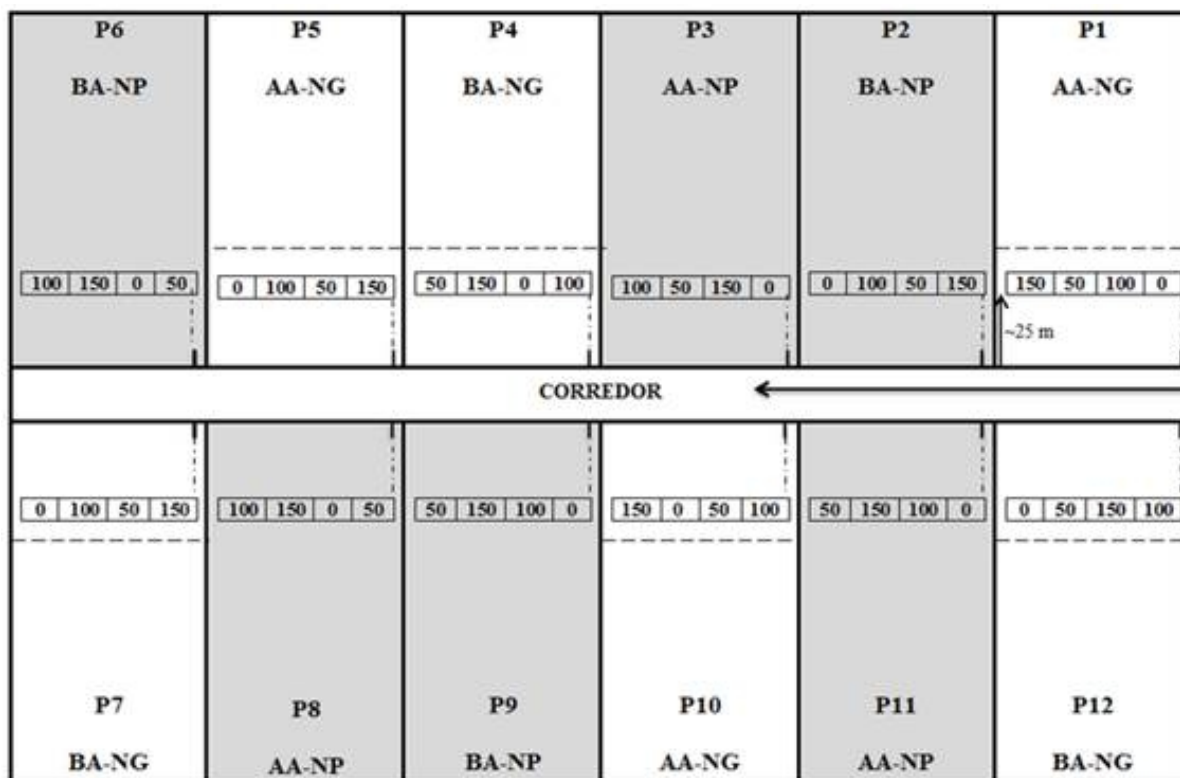 P6 P5 P4 P3 P2 P1
BA-NP AA-NG BA-NG AA-NP BA-NP AA-NG
100 150 0 50 0 100 50 150 50 150 0 100 100 50 150 0 0 100 50 150 150 50 100 0
~25 m
CORREDOR
0 100 50 150 100 150 0 50 50 150 100 0 150 0 50 100 50 150 100 0 0 50 150 100
P7 P8 P9 P10 P11 P12
BA-NG AA-NP BA-NP AA-NG AA-NP BA-NG